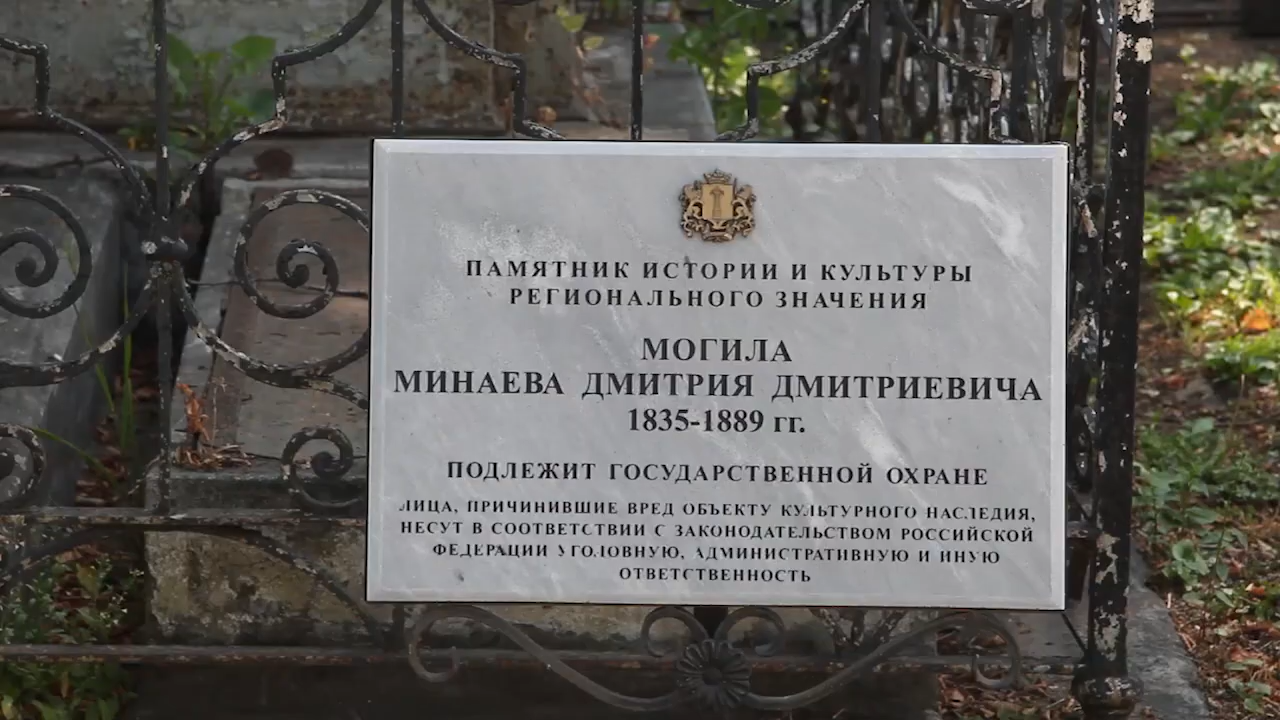 ПАМЯТНИК ИСТОРИИ И КУЛЬТУРЫ
РЕГИОНАЛЬНОГО ЗНАЧЕНИЯ
МОГИЛА
МИНАЕВА ДМИТРИЯ ДМИТРИЕВИЧА
1835-1889 гг.
ПОДЛЕЖИТ ГОСУДАРСТВЕННОЙ ОХРАНЕ
ЛИЦА, ПРИЧИНИВШИЕ ВРЕД ОБЪЕКТУ КУЛЬТУРНОГО НАСЛЕДИЯ,
НЕСУТ В СООТВЕТСТВИИ С ЗАКОНОДАТЕЛЬСТВОМ РОССИЙСКОЙ
ФЕДЕРАЦИИ УГОЛОВНУЮ, АДМИНИСТРАТИВНУЮ И ИНУЮ
ОТВЕТСТВЕННОСТЬ